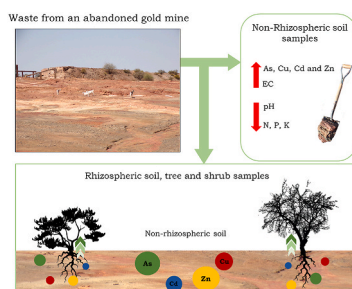 Waste from an abandoned gold mine
Non-Rhizospheric soil
samples
As, Cu, Cd and Zn
EC
pH
N, P, K
Rhizospheric soil, tree and shrub samples
Non-rhizospheric soil
As
Cu
Zn
Cd